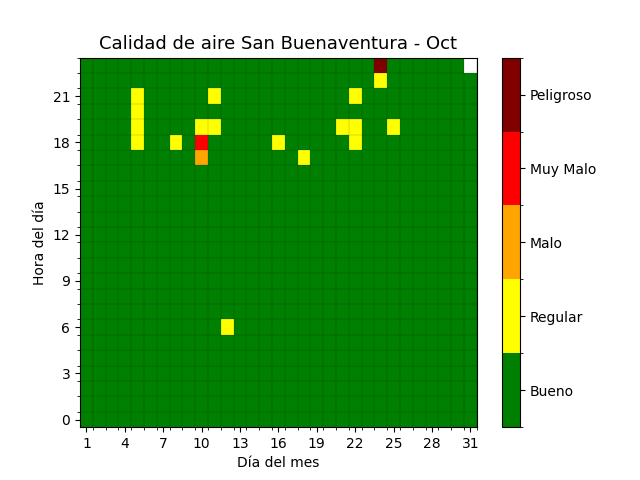 Calidad de aire San Buenaventura - Oct
Hora del día
21
18
15
12
9
6
3
0
1 4 7 10 13 16 19 22 25 28 31
Día del mes
Peligroso
Muy Malo
Malo
Regular
Bueno